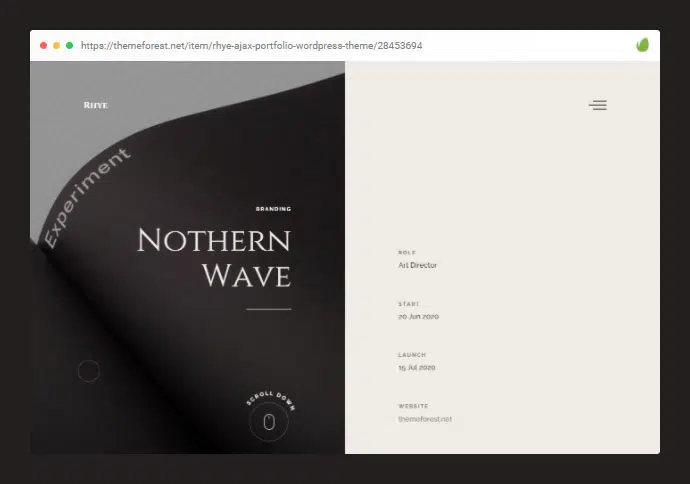 https://themeforest.net/item/rhye-ajax-portfolio-wordpress-theme/28453694
RHYE
Experiment
BRANDING
NOTHERN
WAVE
SCROLL DOWN
ROLE
Art Director
START
20 Jun 2020
LAUNCH
15 Jul 2020
WEBSITE
themeforest.net